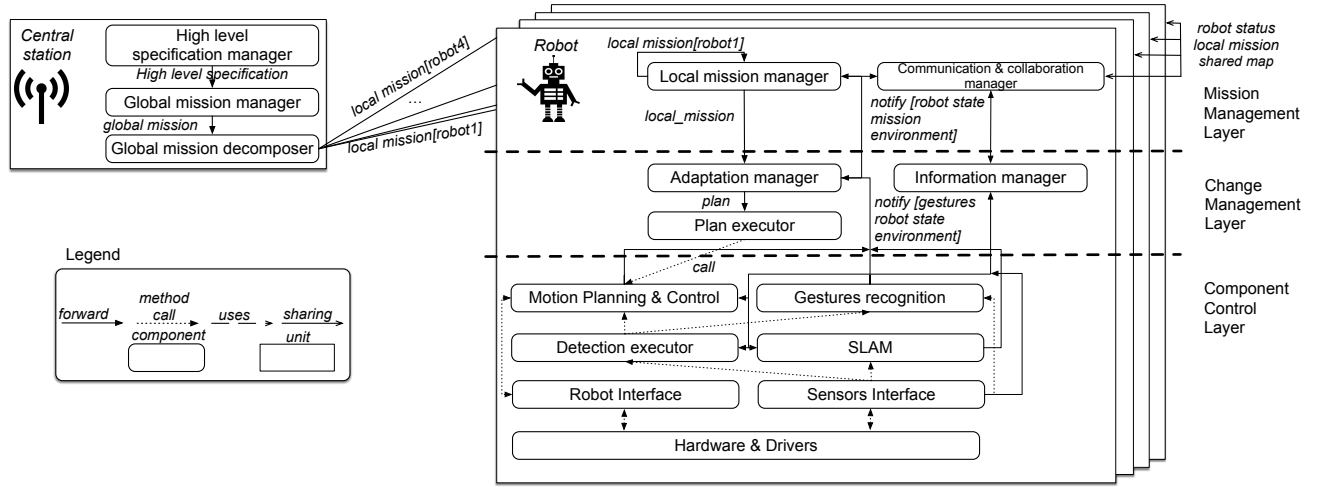 Central
station
High level
specification manager
High level specification
Global mission manager
global mission
Global mission decomposer
local mission[robot4]
...
local mission[robot1]
Robot
local mission[robot1]
Local mission manager
Communication & collaboration
manager
local_mission
notify [robot state
mission
environment]
robot status
local mission
shared map
Mission
Management
Layer
Adaptation manager
Information manager
plan
Plan executor
notify [gestures
robot state
environment]
Change
Management
Layer
call
Motion Planning & Control
Gestures recognition
Detection executor
SLAM
Robot Interface
Sensors Interface
Hardware & Drivers
Component
Control
Layer
Legend
forward
method
call
uses
sharing
component
unit